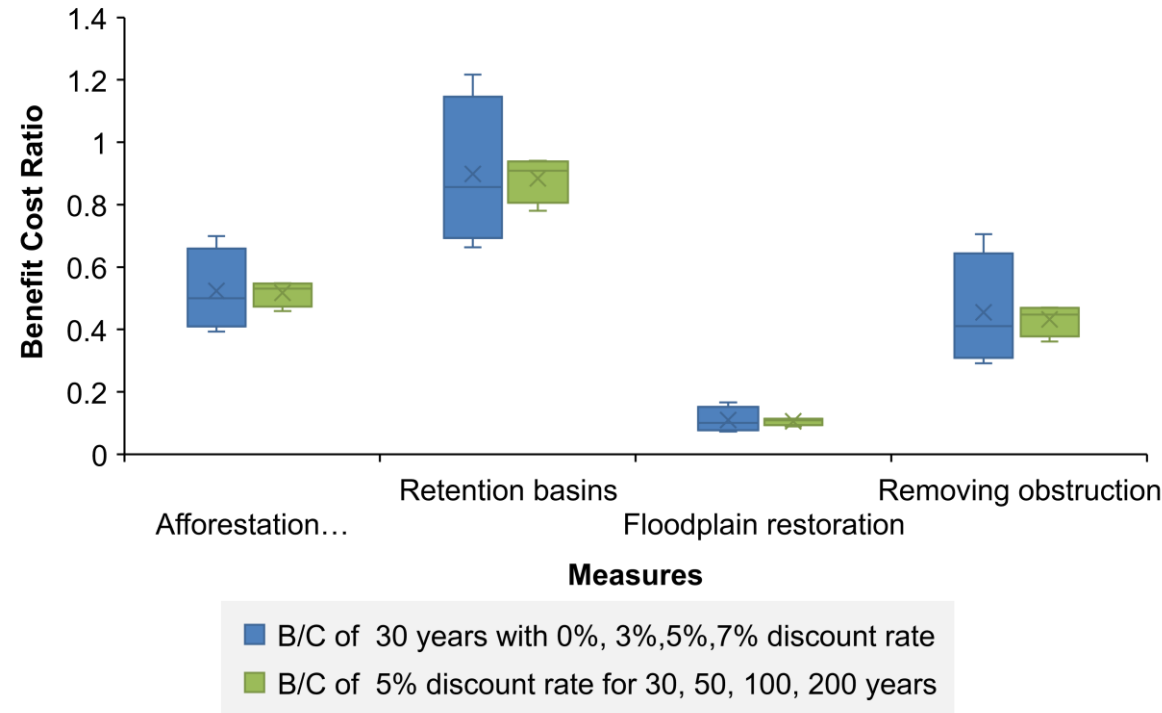 1.4
1.2
1
0.8
0.6
0.4
0.2
0
Benefit Cost Ratio
Retention basins
Removing obstruction
Afforestation…
Floodplain restoration
Measures
B/C of 30 years with 0%, 3%,5%,7% discount rate
B/C of 5% discount rate for 30, 50, 100, 200 years